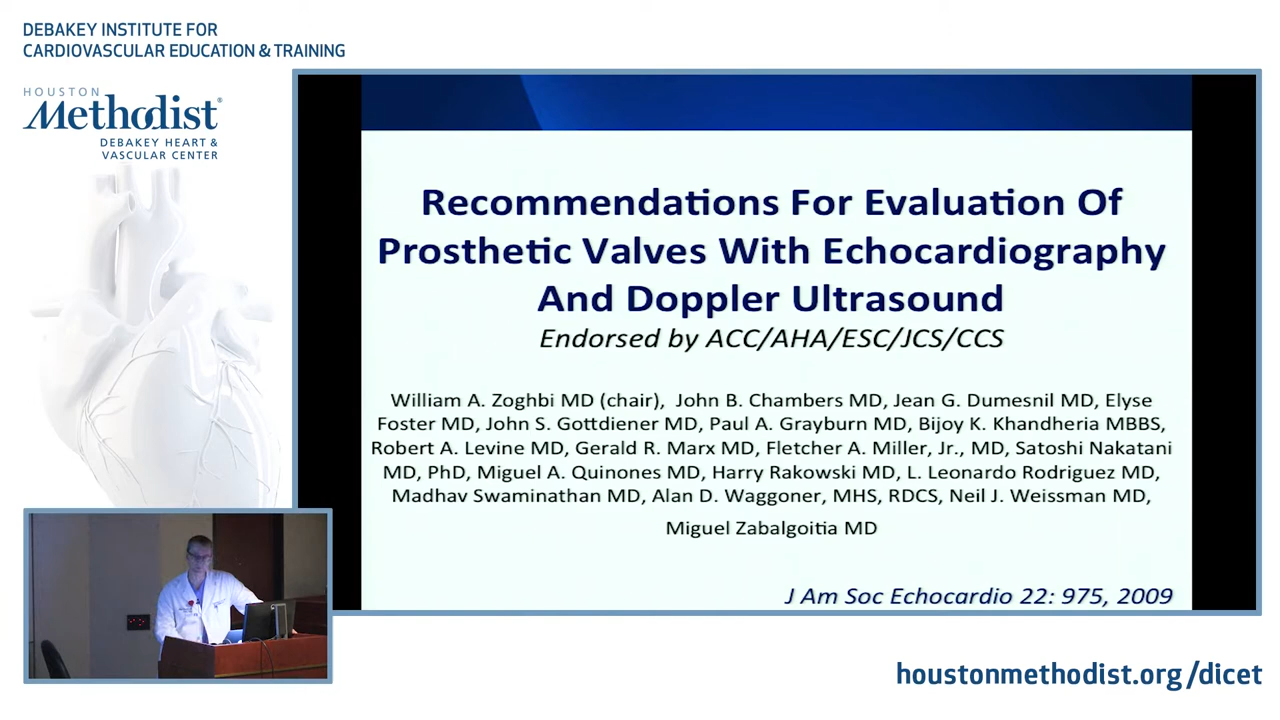 DEBAKEY INSTITUTE FOR
CARDIOVASCULAR EDUCATION & TRAINING
HOUSTON
Methodist®
DEBAKEY HEART &
VASCULAR CENTER
Recommendations For Evaluation Of
Prosthetic Valves With Echocardiography
And Doppler Ultrasound
Endorsed by ACC/AHA/ESC/JCS/CCS
William A. Zoghbi MD (chair), John B. Chambers MD, Jean G. Dumesnil MD, Elyse
Foster MD, John S. Gottdiener MD, Paul A. Grayburn MD, Bijoy K. Khandheria MBBS,
Robert A. Levine MD, Gerald R. Marx MD, Fletcher A. Miller, Jr., MD, Satoshi Nakatani
MD, PhD, Miguel A. Quinones MD, Harry Rakowski MD, L. Leonardo Rodriguez MD,
Madhav Swaminathan MD, Alan D. Waggoner, MHS, RDCS, Neil J. Weissman MD,
Miguel Zabalgoitia MD
J Am Soc Echocardio 22: 975, 2009
houstonmethodist.org/dicet